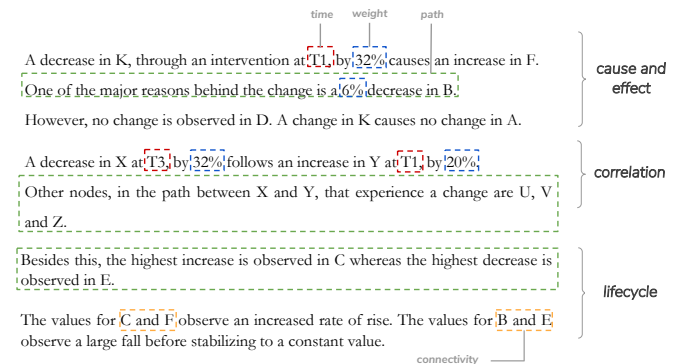 time weight path
A decrease in K, through an intervention at T1, by 32% causes an increase in F.
One of the major reasons behind the change is a 6% decrease in B.
However, no change is observed in D. A change in K causes no change in A.
cause and
effect
A decrease in X at T3, by 32% follows an increase in Y at T1, by 20%.
Other nodes, in the path between X and Y, that experience a change are U, V
and Z.
correlation
Besides this, the highest increase is observed in C whereas the highest decrease is
observed in E.
The values for C and F observe an increased rate of rise. The values for B and E
observe a large fall before stabilizing to a constant value.
lifecycle
connectivity